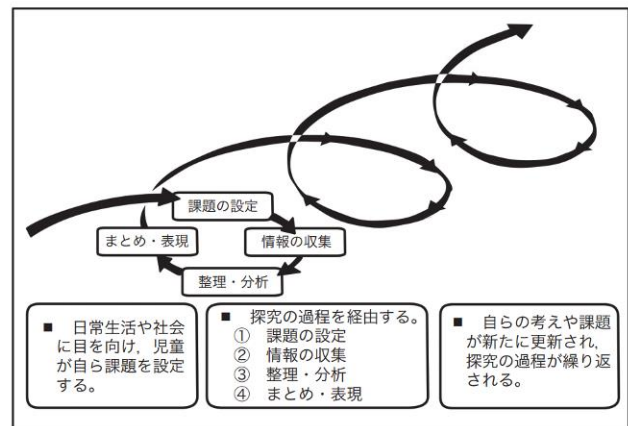 課題の設定
まとめ・表現
情報の収集
整理・分析
■ 日常生活や社会
に目を向け，児童
が自ら課題を設定
する。
■ 探究の過程を経由する。
① 課題の設定
② 情報の収集
③ 整理・分析
④ まとめ・表現
■ 自らの考えや課題
が新たに更新され，
探究の過程が繰り返
される。